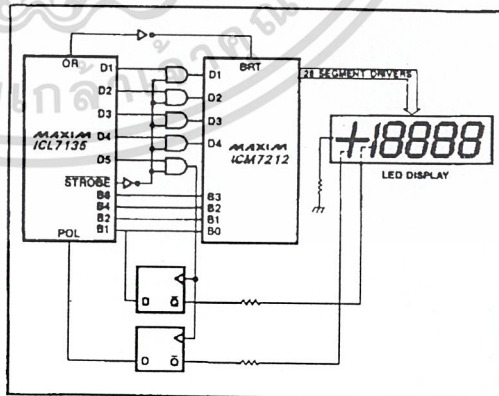 OR
BRT
D1
D1
28 SEGMENT DRIVERS
D2
D2
D3
D3
MAXIM
ICL7135
D4
D4
MAXIM
ICM7212
+18888
D5
LED DISPLAY
STROBE
B8
B3
B4
B2
B2
B1
B1
B0
POL
D
Q
D
Q